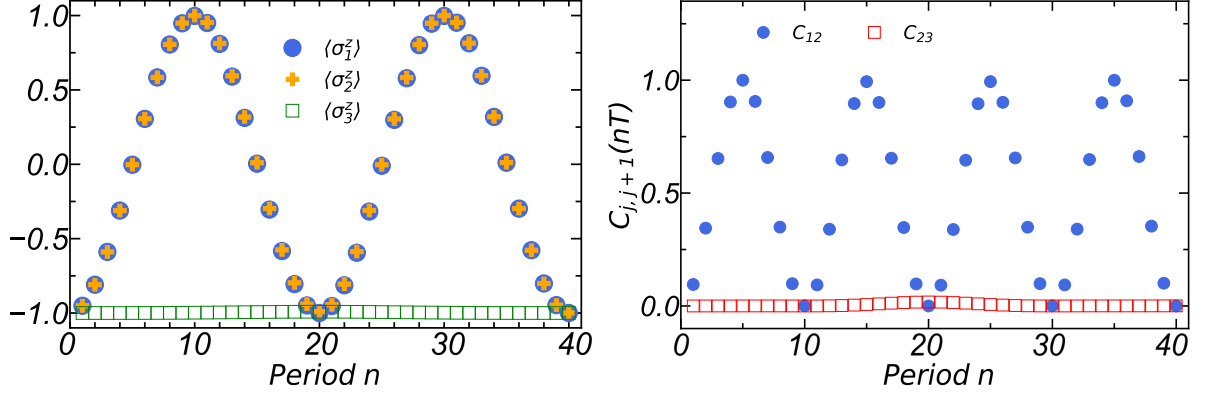 1.0
0.5
0.0
−0.5
−1.0
⟨σ₁ᶻ⟩
⟨σ₂ᶻ⟩
⟨σ₃ᶻ⟩
0 10 20 30 40
Period n
C₁₂ C₂₃
1.0
0.5
0.0
C_{j,j+1}(nT)
0 10 20 30 40
Period n